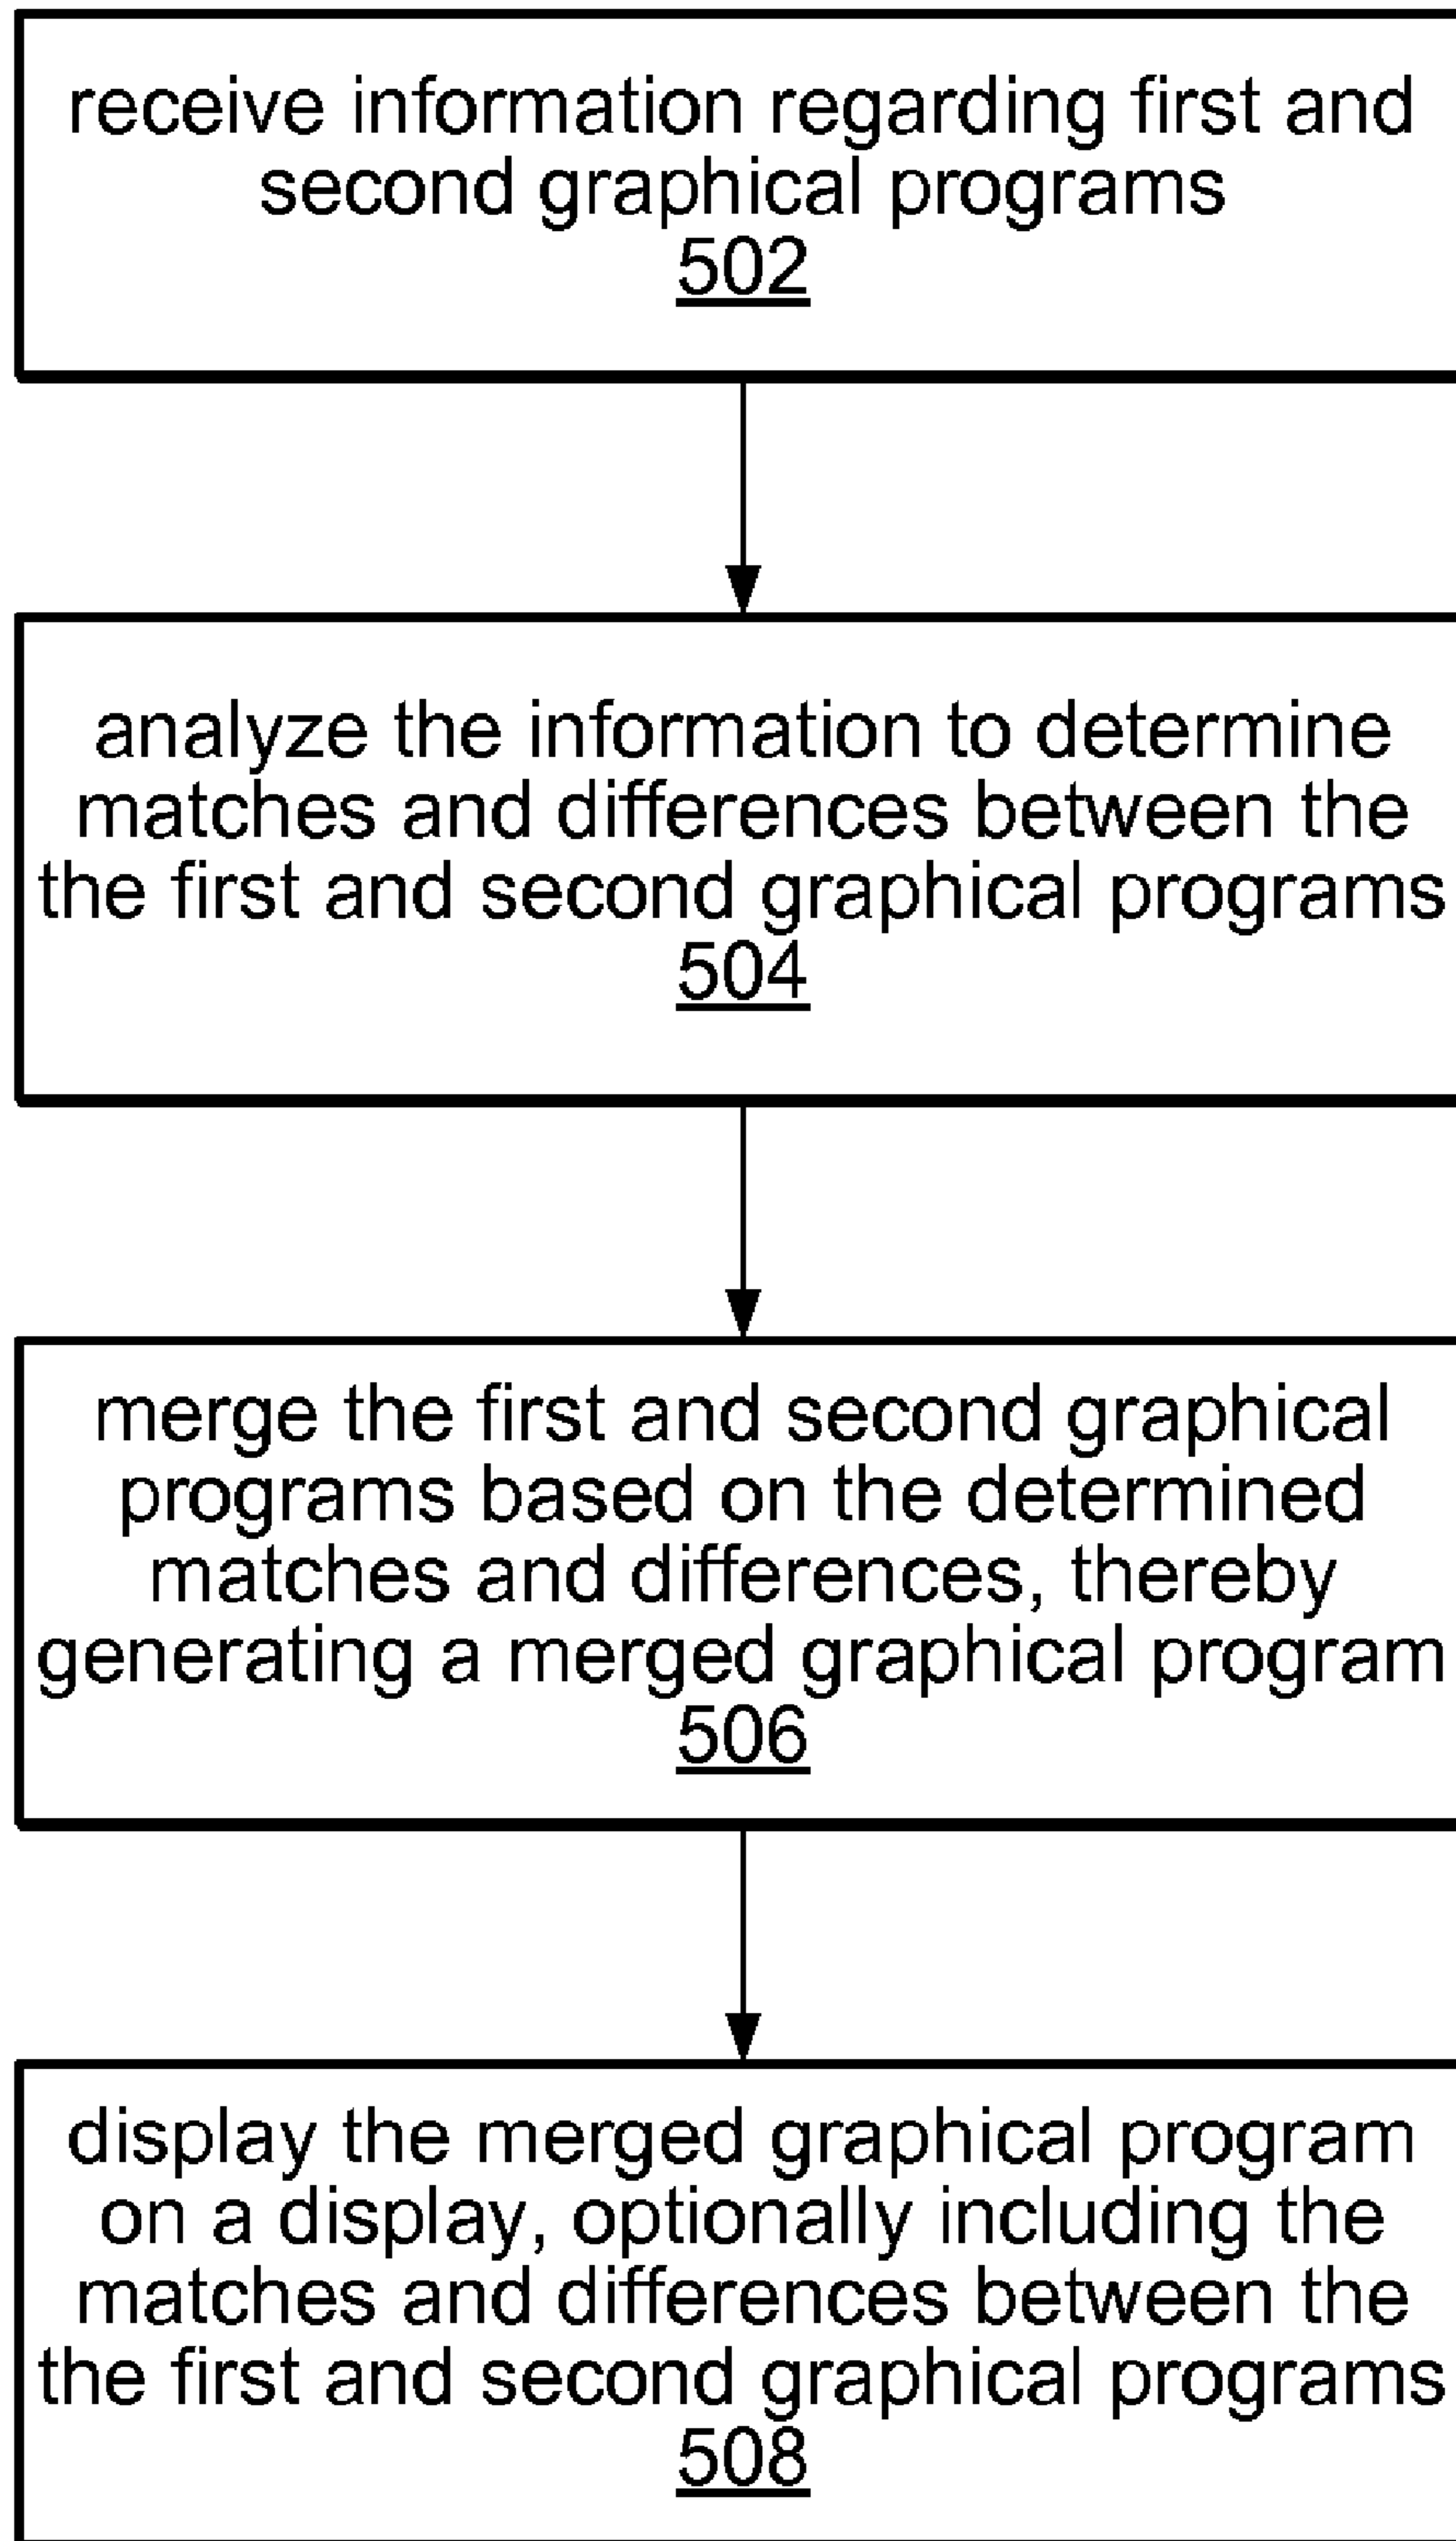 receive information regarding first and
second graphical programs
502
analyze the information to determine
matches and differences between the
the first and second graphical programs
504
merge the first and second graphical
programs based on the determined
matches and differences, thereby
generating a merged graphical program
506
display the merged graphical program
on a display, optionally including the
matches and differences between the
the first and second graphical programs
508